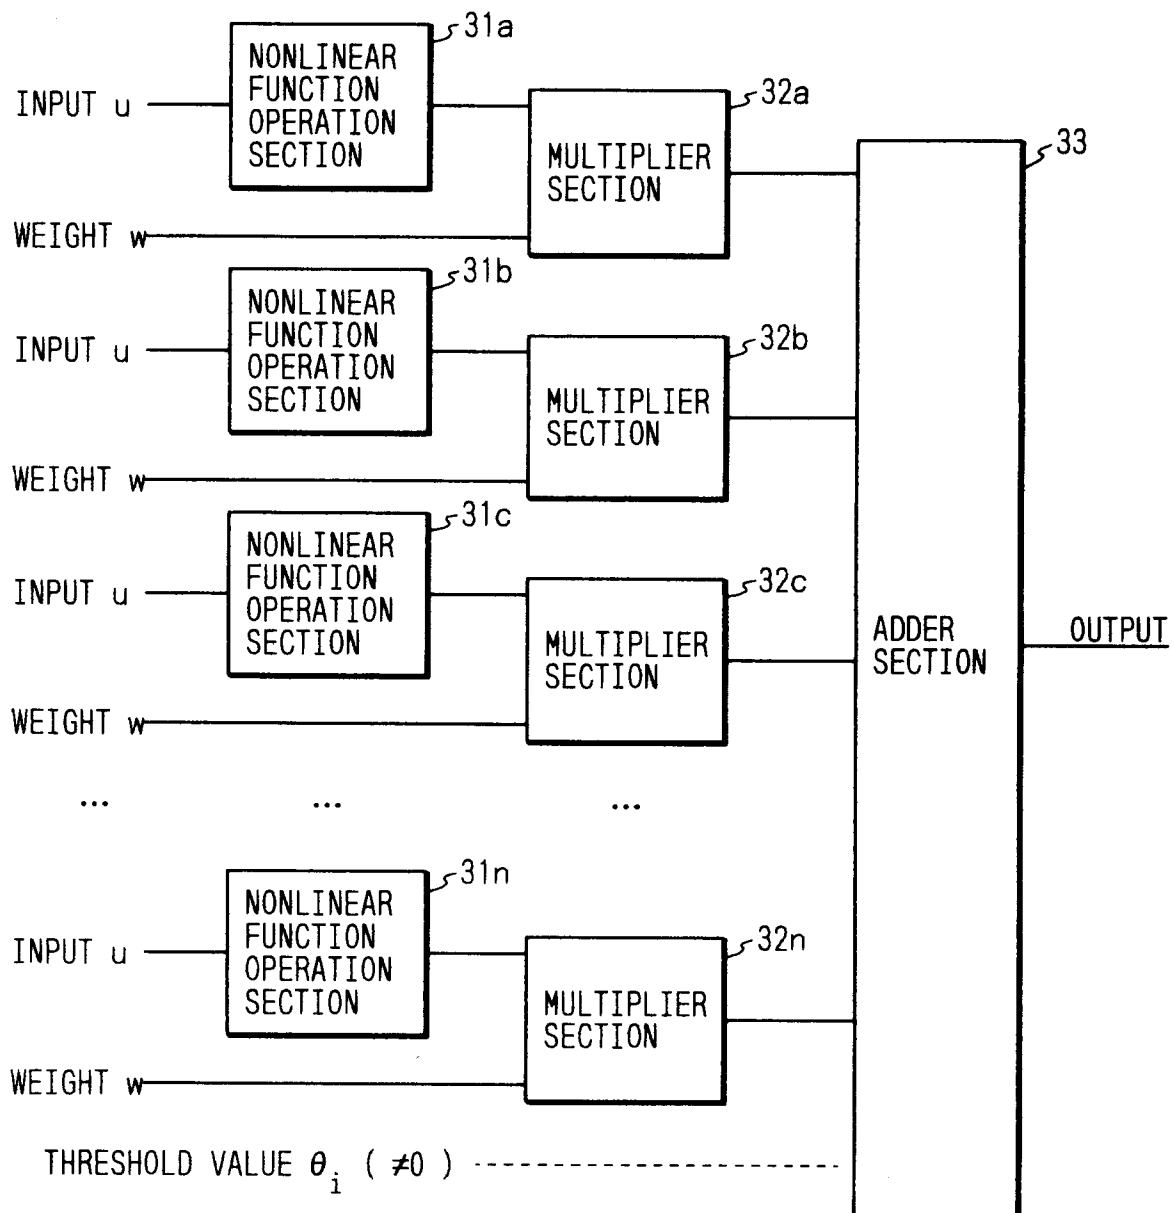 31a
NONLINEAR
FUNCTION
OPERATION
SECTION
INPUT u
32a
MULTIPLIER
SECTION
33
WEIGHT w
31b
NONLINEAR
FUNCTION
OPERATION
SECTION
INPUT u
32b
MULTIPLIER
SECTION
WEIGHT w
31c
NONLINEAR
FUNCTION
OPERATION
SECTION
INPUT u
32c
MULTIPLIER
SECTION
ADDER
SECTION
OUTPUT
WEIGHT w
... ... ...
31n
NONLINEAR
FUNCTION
OPERATION
SECTION
INPUT u
32n
MULTIPLIER
SECTION
WEIGHT w
THRESHOLD VALUE θi ( ≠0 )